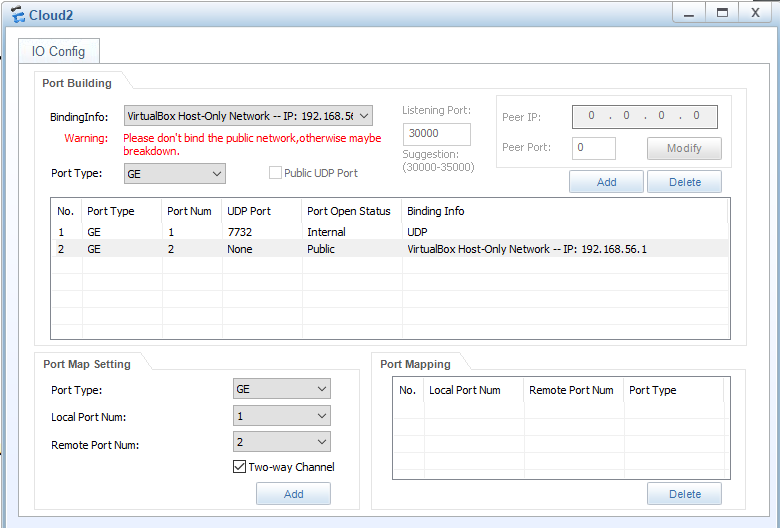 Cloud2
IO Config
Port Building
BindingInfo: VirtualBox Host-Only Network -- IP: 192.168.56
Warning: Please don't bind the public network,otherwise maybe
breakdown.
Port Type: GE
Public UDP Port
Listening Port:
30000
Suggestion:
(30000-35000)
Peer IP: 0 . 0 . 0 . 0
Peer Port: 0 Modify
Add Delete
No. Port Type Port Num UDP Port Port Open Status Binding Info
1 GE 1 7732 Internal UDP
2 GE 2 None Public VirtualBox Host-Only Network -- IP: 192.168.56.1
Port Map Setting
Port Type: GE
Local Port Num: 1
Remote Port Num: 2
Two-way Channel
Add
Port Mapping
No. Local Port Num Remote Port Num Port Type
Delete